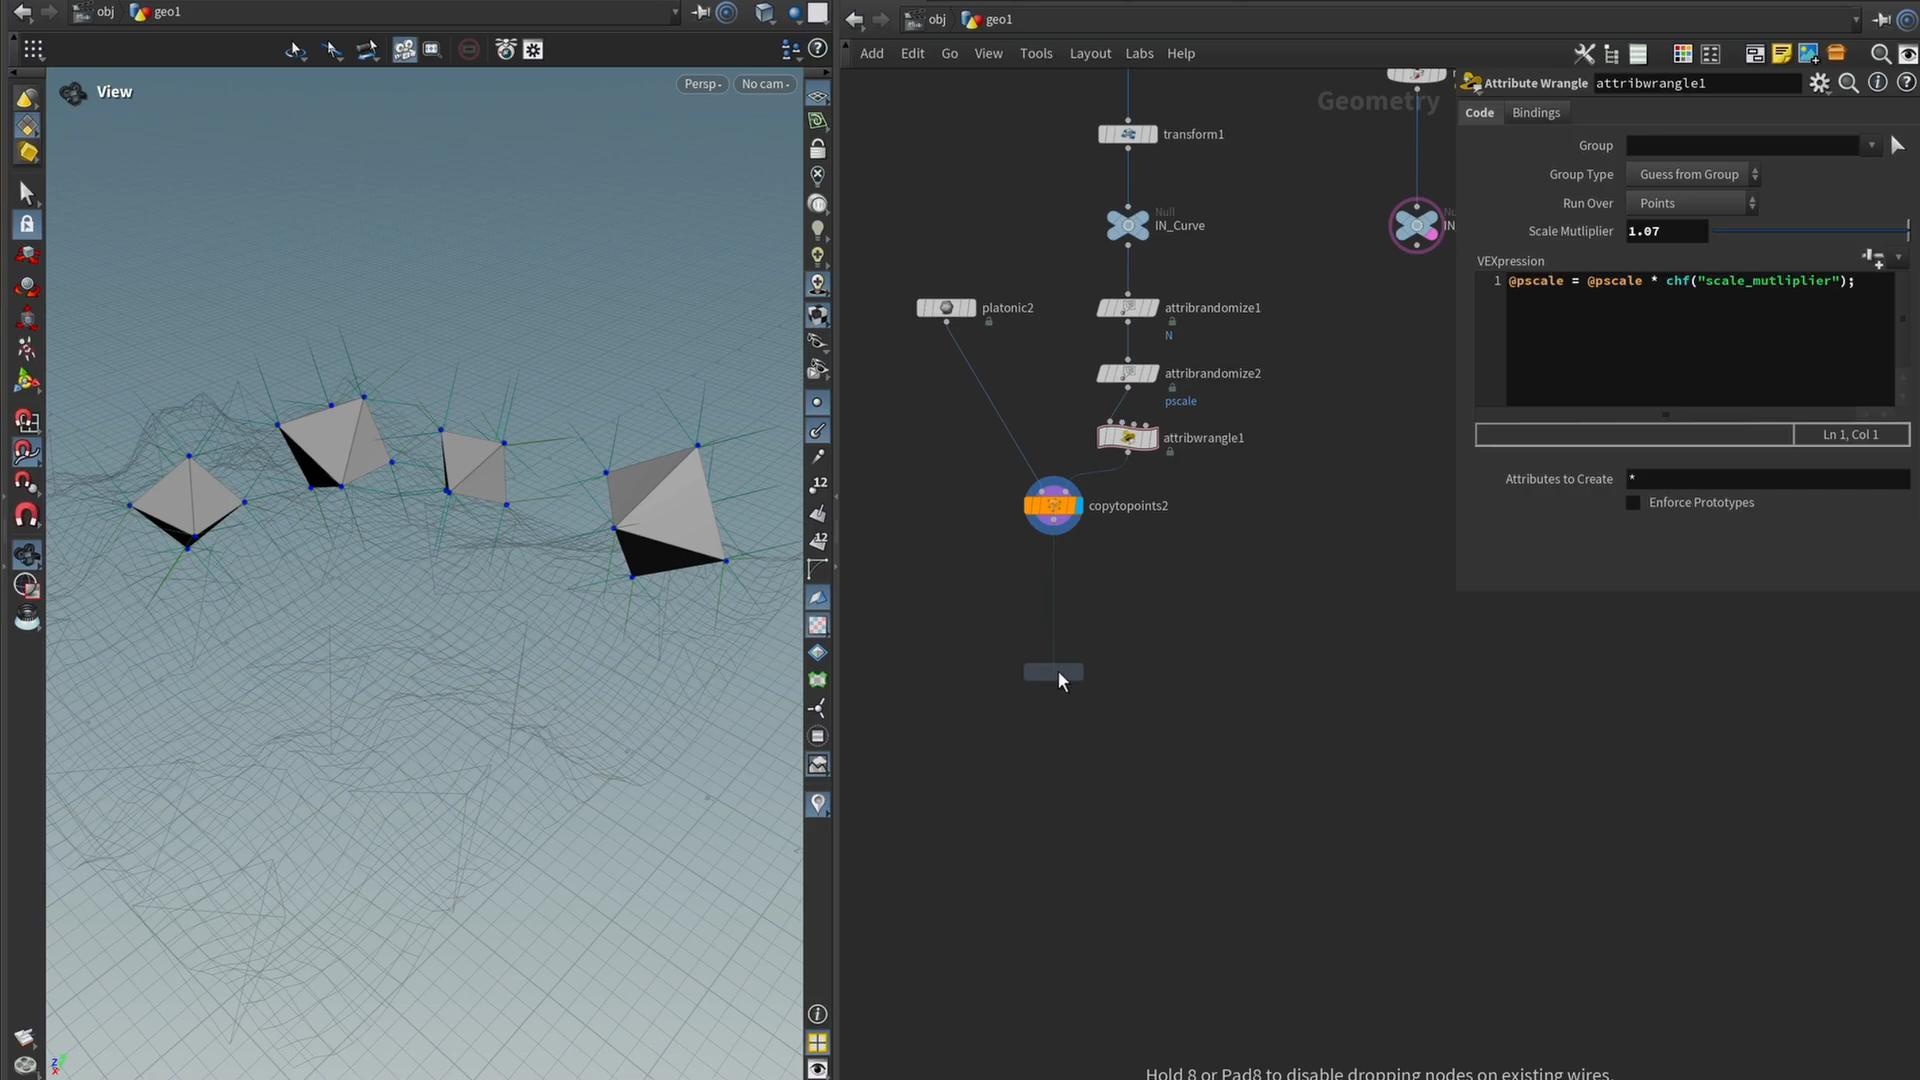 obj
geo1
View
Persp
No cam
12
12
obj
geo1
Add
Edit
Go
View
Tools
Layout
Labs
Help
Geometry
transform1
Null
IN_Curve
Nu
IN
platonic2
attribrandomize1
N
attribrandomize2
pscale
attribwrangle1
copytopoints2
Attribute Wrangle
attribwrangle1
Code
Bindings
Group
Group Type
Guess from Group
Run Over
Points
Scale Mutliplier
1.07
VEXpression
1
@pscale = @pscale * chf("scale_mutliplier");
Ln 1, Col 1
Attributes to Create
*
Enforce Prototypes
Hold 8 or Pad8 to disable dropping nodes on existing wires.